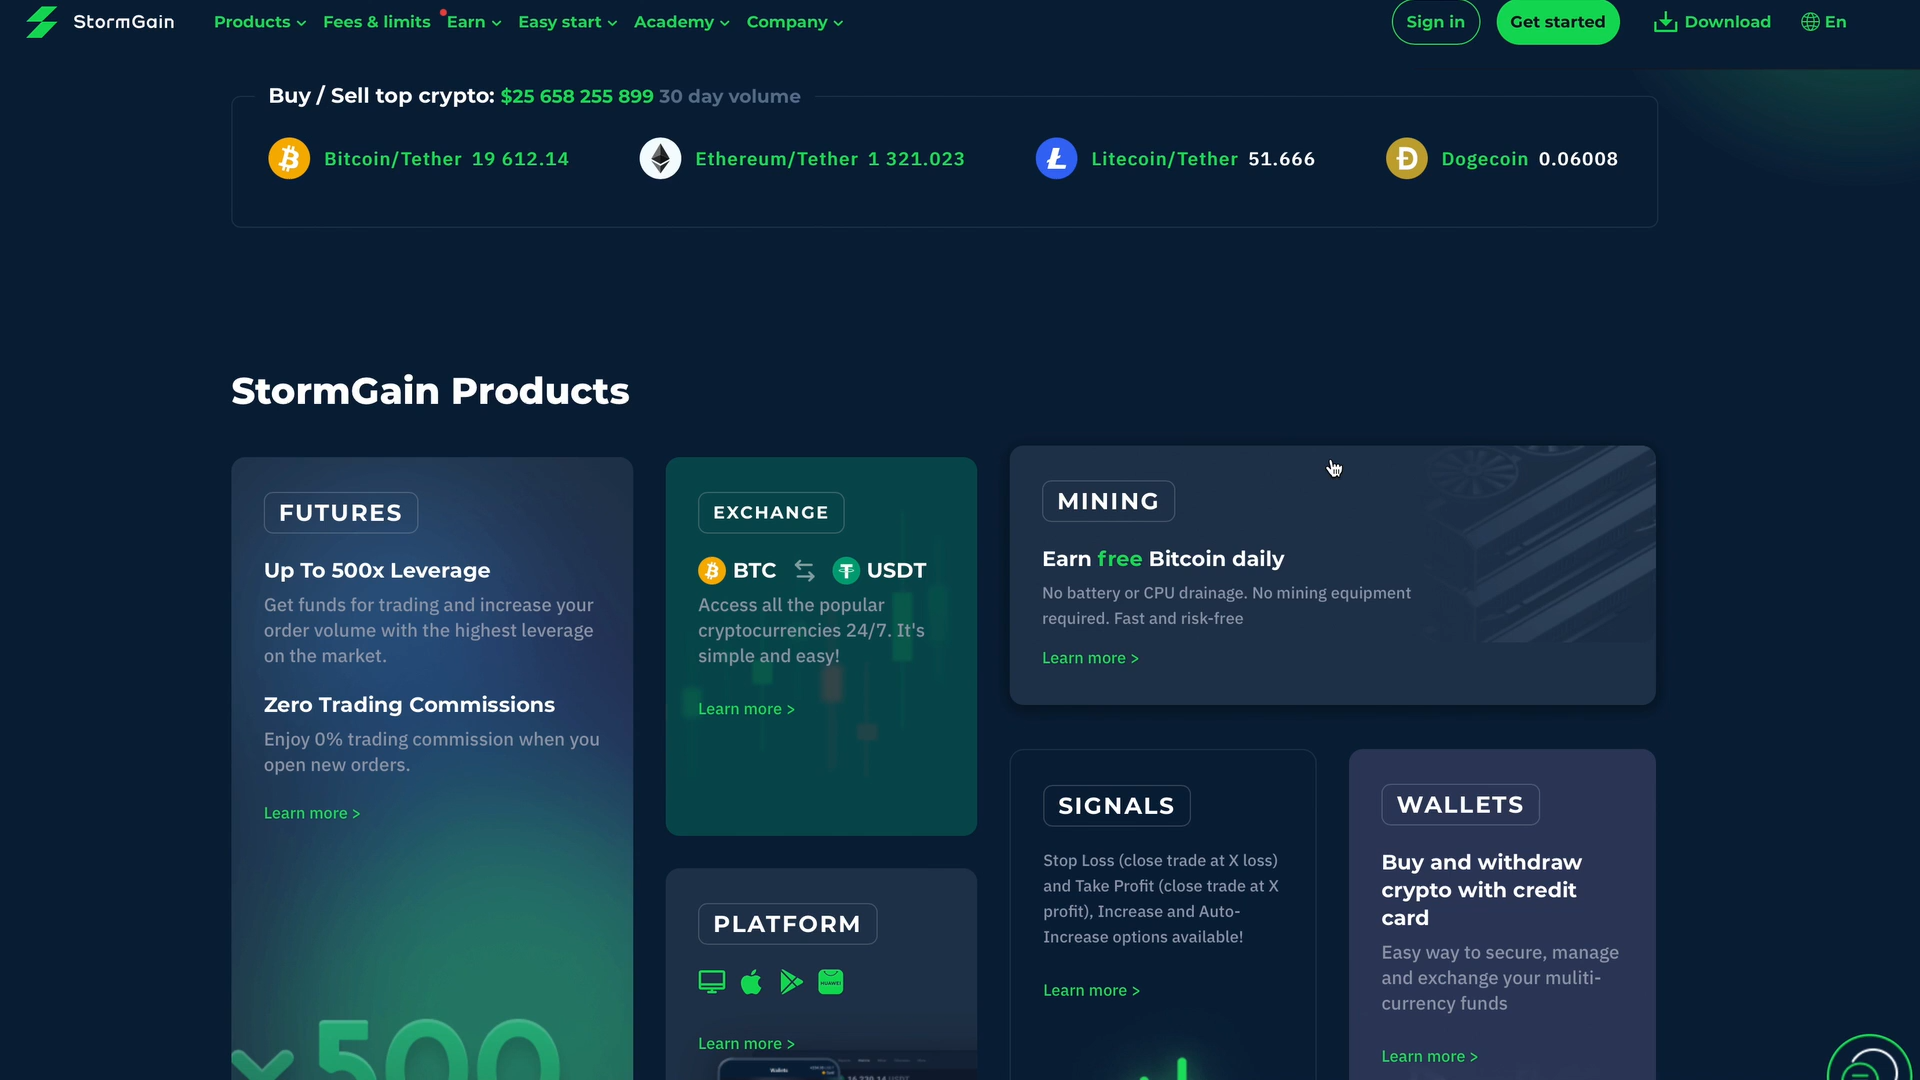 StormGain
Products
Fees & limits
Earn
Easy start
Academy
Company
Sign in
Get started
Download
En
Buy / Sell top crypto: $25 658 255 899 30 day volume
Bitcoin/Tether 19 612.14
Ethereum/Tether 1 321.023
Litecoin/Tether 51.666
Dogecoin 0.06008
StormGain Products
FUTURES
Up To 500x Leverage
Get funds for trading and increase your
order volume with the highest leverage
on the market.
Zero Trading Commissions
Enjoy 0% trading commission when you
open new orders.
Learn more >
×500
EXCHANGE
BTC USDT
Access all the popular
cryptocurrencies 24/7. It's
simple and easy!
Learn more >
PLATFORM
HUAWEI
Learn more >
Wallets
MINING
Earn free Bitcoin daily
No battery or CPU drainage. No mining equipment
required. Fast and risk-free
Learn more >
SIGNALS
Stop Loss (close trade at X loss)
and Take Profit (close trade at X
profit), Increase and Auto-
Increase options available!
Learn more >
WALLETS
Buy and withdraw
crypto with credit
card
Easy way to secure, manage
and exchange your muliti-
currency funds
Learn more >